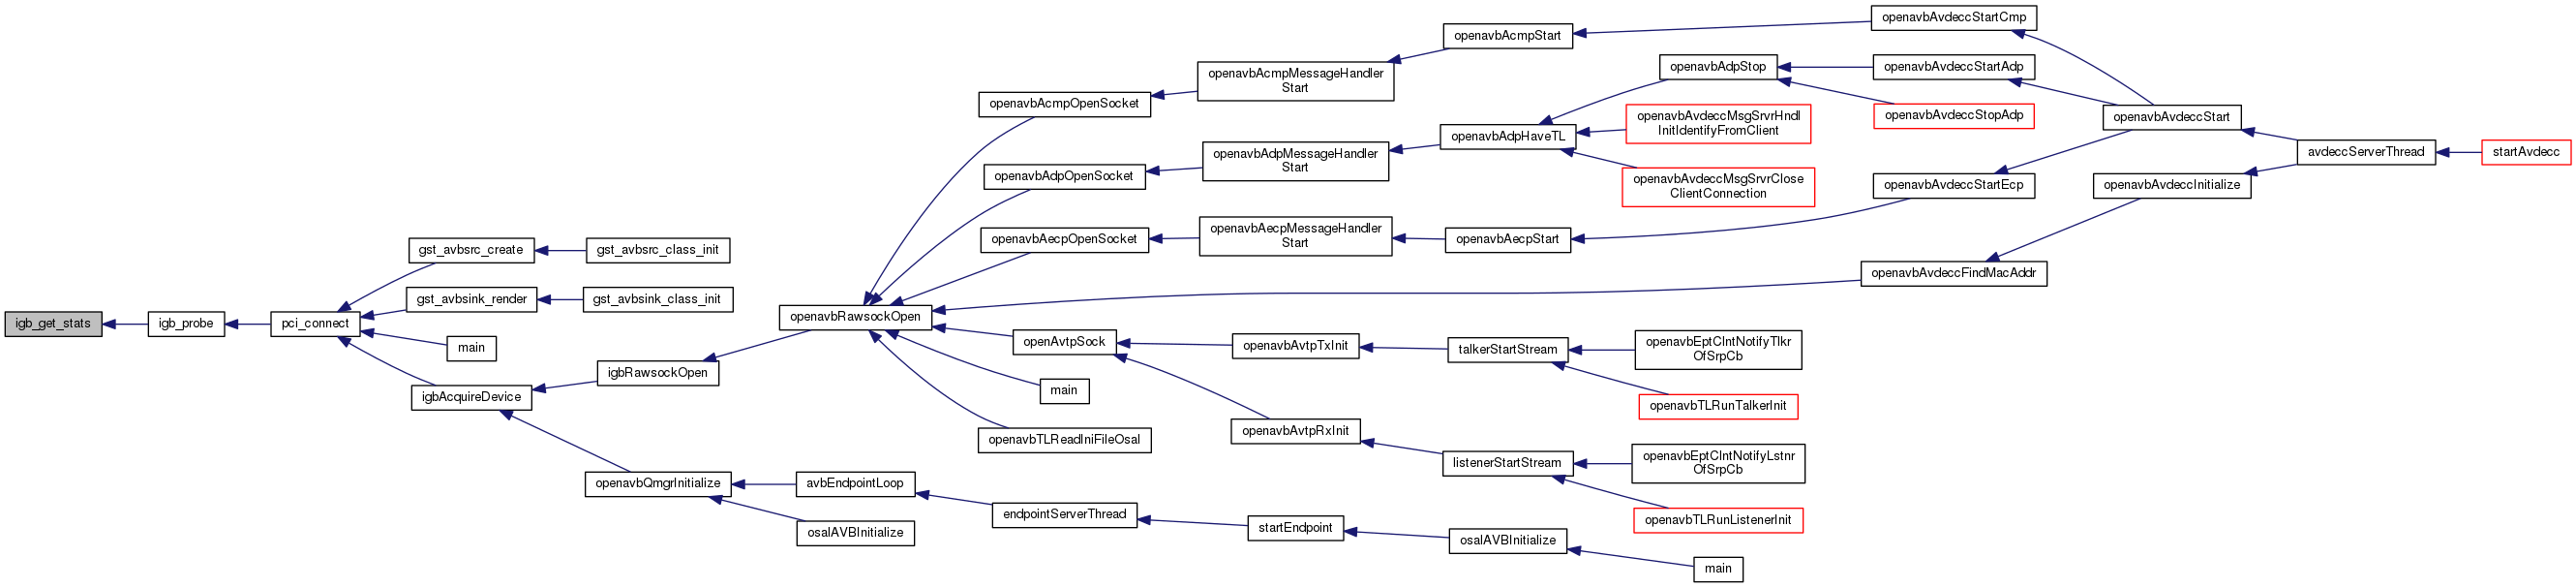 igb_get_stats
igb_probe
pci_connect
gst_avbsrc_create
gst_avbsrc_class_init
gst_avbsink_render
gst_avbsink_class_init
main
igbAcquireDevice
igbRawsockOpen
openavbRawsockOpen
openavbAcmpOpenSocket
openavbAcmpMessageHandler
Start
openavbAcmpStart
openavbAvdeccStartCmp
openavbAdpOpenSocket
openavbAdpMessageHandler
Start
openavbAdpHaveTL
openavbAdpStop
openavbAvdeccStartAdp
openavbAvdeccStopAdp
openavbAvdeccMsgSrvrHndl
InitIdentifyFromClient
openavbAvdeccMsgSrvrClose
ClientConnection
openavbAvdeccStart
avdeccServerThread
startAvdecc
openavbAecpOpenSocket
openavbAecpMessageHandler
Start
openavbAecpStart
openavbAvdeccStartEcp
openavbAvdeccInitialize
openavbAvdeccFindMacAddr
openAvtpSock
openavbAvtpTxInit
talkerStartStream
openavbEptClntNotifyTlkr
OfSrpCb
openavbTLRunTalkerInit
main
openavbAvtpRxInit
listenerStartStream
openavbEptClntNotifyLstnr
OfSrpCb
openavbTLRunListenerInit
openavbTLReadIniFileOsal
openavbQmgrInitialize
avbEndpointLoop
endpointServerThread
startEndpoint
osalAVBInitialize
main
osalAVBInitialize